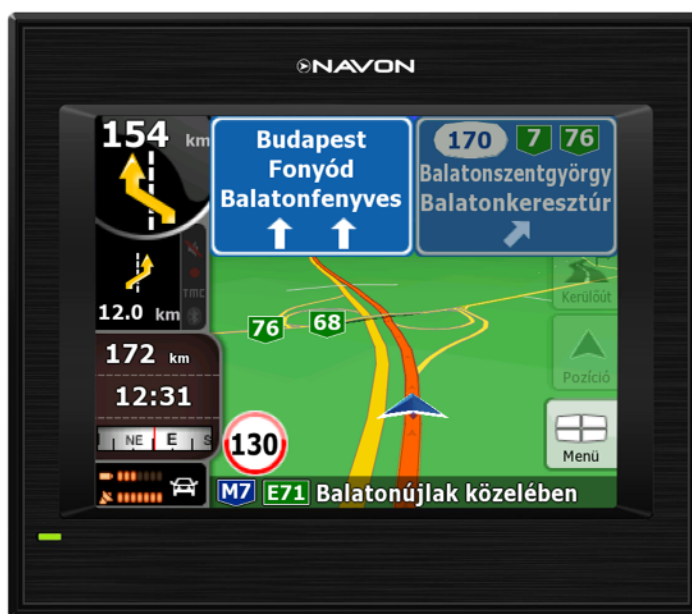 NAVON
154 km
Budapest
Fonyód
Balatonfenyves
170 7 76
Balatonszentgyörgy
Balatonkeresztúr
TMC
12.0 km
Kerülőút
76 68
172 km
12:31
Pozíció
NE E S
130
Menü
M7 E71 Balatonújlak közelében